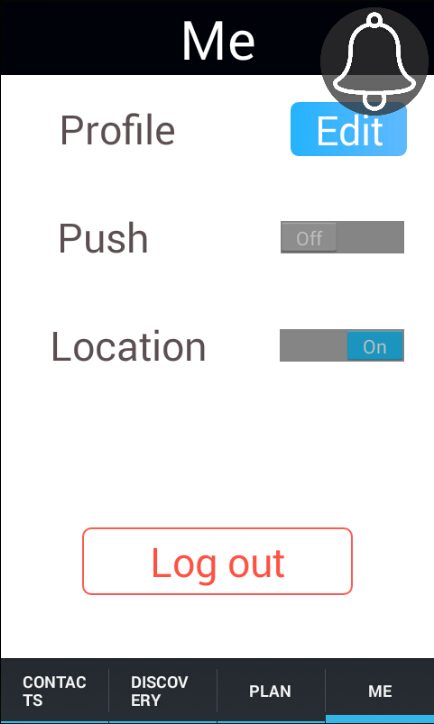 Me
Profile
Edit
Push
Off
Location
On
Log out
CONTAC
TS
DISCOV
ERY
PLAN
ME